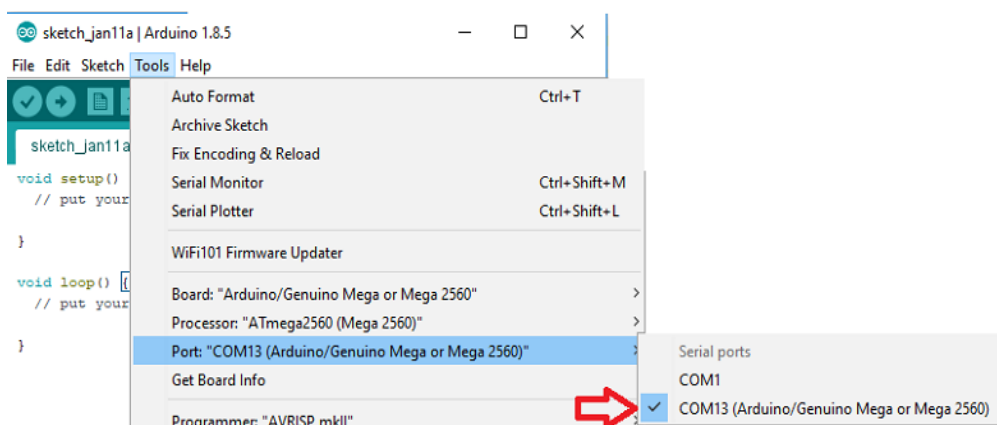 sketch_jan11a | Arduino 1.8.5
File Edit Sketch Tools Help
Auto Format Ctrl+T
Archive Sketch
sketch_jan11a
Fix Encoding & Reload
void setup()
Serial Monitor Ctrl+Shift+M
// put your
Serial Plotter Ctrl+Shift+L
}
WiFi101 Firmware Updater
void loop() {
Board: "Arduino/Genuino Mega or Mega 2560"
// put your
Processor: "ATmega2560 (Mega 2560)"
}
Port: "COM13 (Arduino/Genuino Mega or Mega 2560)"
Serial ports
Get Board Info
COM1
COM13 (Arduino/Genuino Mega or Mega 2560)
Programmer: "AVRISP mkII"